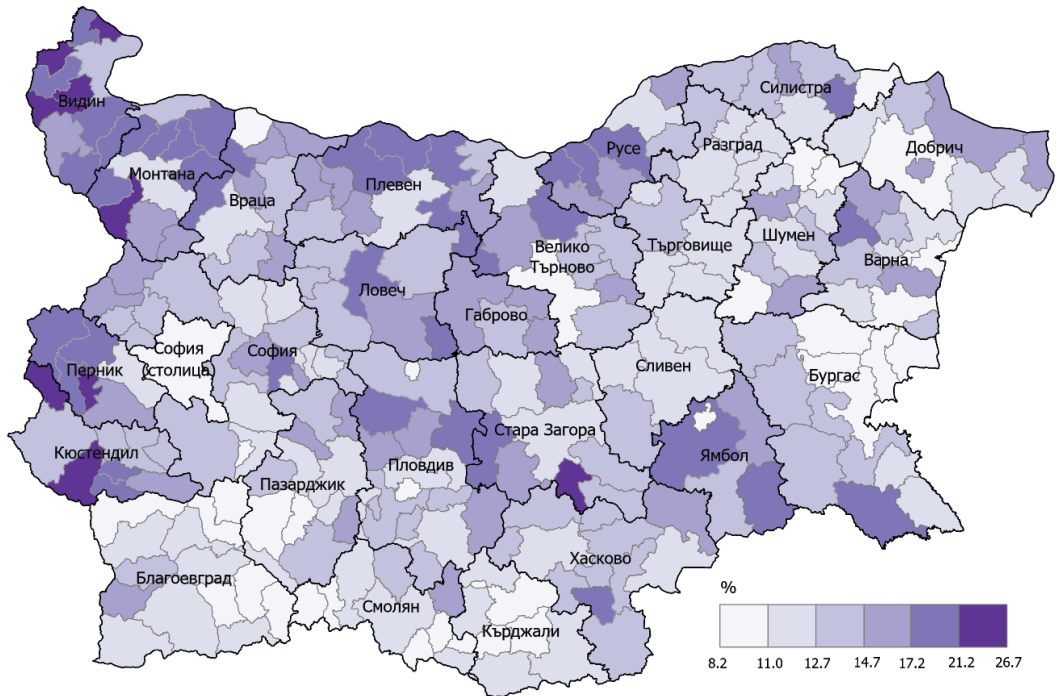 Видин
Силистра
Русе
Разград
Добрич
Монтана
Плевен
Враца
Велико
Търново
Търговище
Шумен
Варна
Ловеч
Габрово
София
(столица)
София
Перник
Сливен
Бургас
Кюстендил
Стара Загора
Ямбол
Пловдив
Пазарджик
Хасково
Благоевград
Смолян
Кърджали
%
8.2 11.0 12.7 14.7 17.2 21.2 26.7